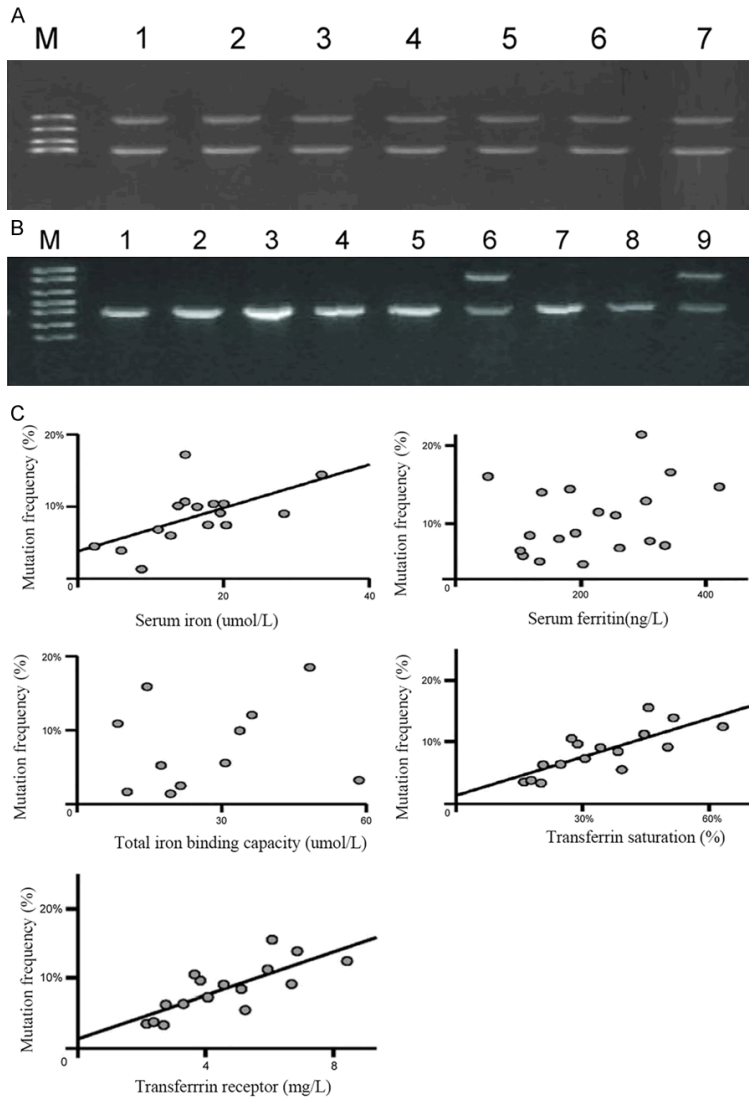 A
M 1 2 3 4 5 6 7
B
M 1 2 3 4 5 6 7 8 9
C
Mutation frequency (%)
20%
10%
0
20
40
Serum iron (umol/L)
Mutation frequency (%)
20%
10%
0
200
400
Serum ferritin(ng/L)
Mutation frequency (%)
20%
10%
0
30
60
Total iron binding capacity (umol/L)
Mutation frequency (%)
20%
10%
0
30%
60%
Transferrin saturation (%)
Mutation frequency (%)
20%
10%
0
4
8
Transferrrin receptor (mg/L)